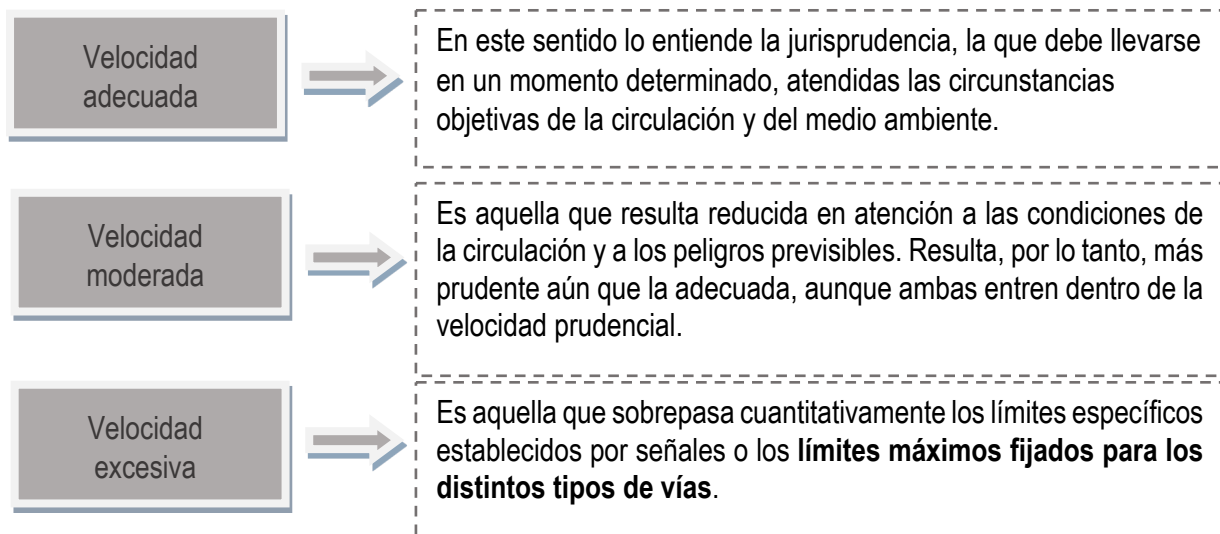 Velocidad
adecuada
En este sentido lo entiende la jurisprudencia, la que debe llevarse
en un momento determinado, atendidas las circunstancias
objetivas de la circulación y del medio ambiente.
Velocidad
moderada
Es aquella que resulta reducida en atención a las condiciones de
la circulación y a los peligros previsibles. Resulta, por lo tanto, más
prudente aún que la adecuada, aunque ambas entren dentro de la
velocidad prudencial.
Velocidad
excesiva
Es aquella que sobrepasa cuantitativamente los límites específicos
establecidos por señales o los límites máximos fijados para los
distintos tipos de vías.